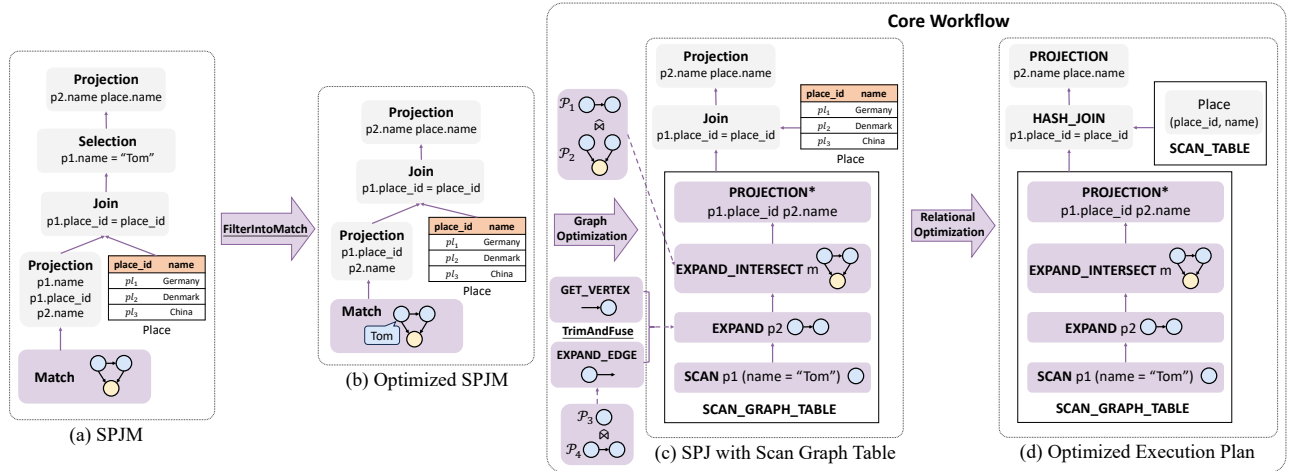 Core Workflow
Projection
p2.name place.name
Selection
p1.name = “Tom”
Join
p1.place_id = place_id
Projection
p1.name
p1.place_id
p2.name
place_id name
pl1 Germany
pl2 Denmark
pl3 China
Place
Match
(a) SPJM
FilterIntoMatch
Projection
p2.name place.name
Join
p1.place_id = place_id
Projection
p1.place_id
p2.name
place_id name
pl1 Germany
pl2 Denmark
pl3 China
Place
Match
Tom
(b) Optimized SPJM
P1
⋈̂
P2
Graph
Optimization
GET_VERTEX
TrimAndFuse
EXPAND_EDGE
P3
⋈̂
P4
Projection
p2.name place.name
Join
p1.place_id = place_id
place_id name
pl1 Germany
pl2 Denmark
pl3 China
Place
PROJECTION*
p1.place_id p2.name
EXPAND_INTERSECT m
EXPAND p2
SCAN p1 (name = “Tom”)
SCAN_GRAPH_TABLE
(c) SPJ with Scan Graph Table
Relational
Optimization
PROJECTION
p2.name place.name
HASH_JOIN
p1.place_id = place_id
Place
(place_id, name)
SCAN_TABLE
PROJECTION*
p1.place_id p2.name
EXPAND_INTERSECT m
EXPAND p2
SCAN p1 (name = “Tom”)
SCAN_GRAPH_TABLE
(d) Optimized Execution Plan